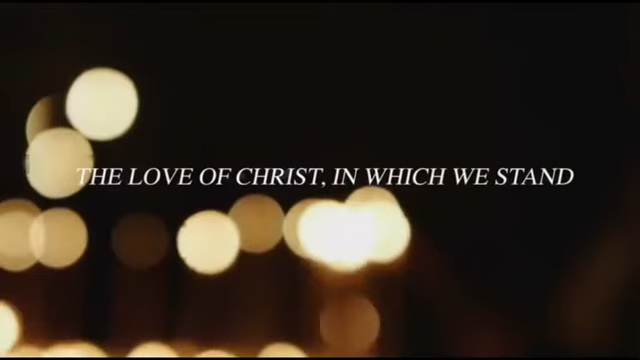 THE LOVE OF CHRIST, IN WHICH WE STAND